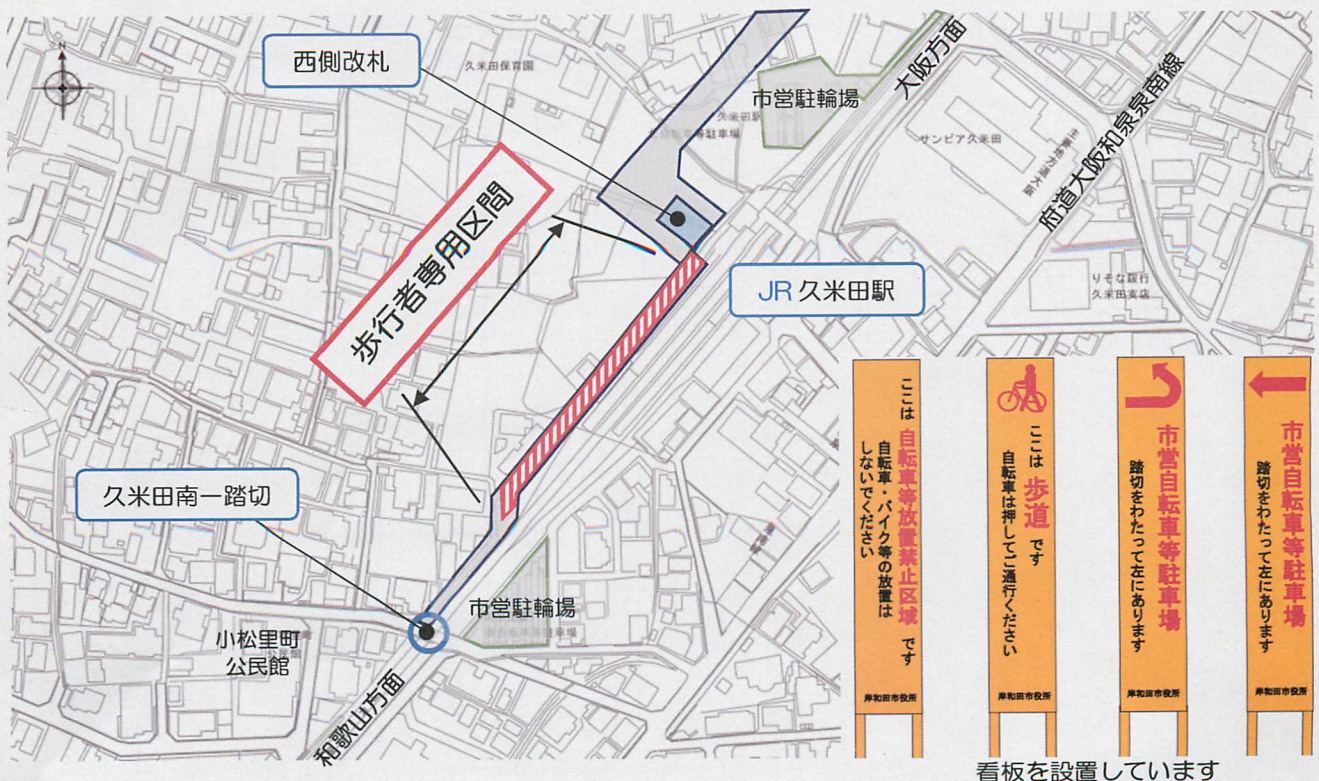 N
西側改札
久米田保育園
市営駐輪場
大阪方面
サンピア久米田
府道大阪和泉泉南線
歩行者専用区間
JR 久米田駅
りそな銀行
久米田支店
久米田南一踏切
市営駐輪場
小松里町
公民館
和歌山方面
ここは 自転車等放置禁止区域 です
自転車・バイク等の放置は
しないでください
岸和田市役所
ここは 歩道 です
自転車は押してご通行ください
岸和田市役所
市営自転車等駐車場
踏切をわたって左にあります
岸和田市役所
市営自転車等駐車場
踏切をわたって左にあります
岸和田市役所
看板を設置しています